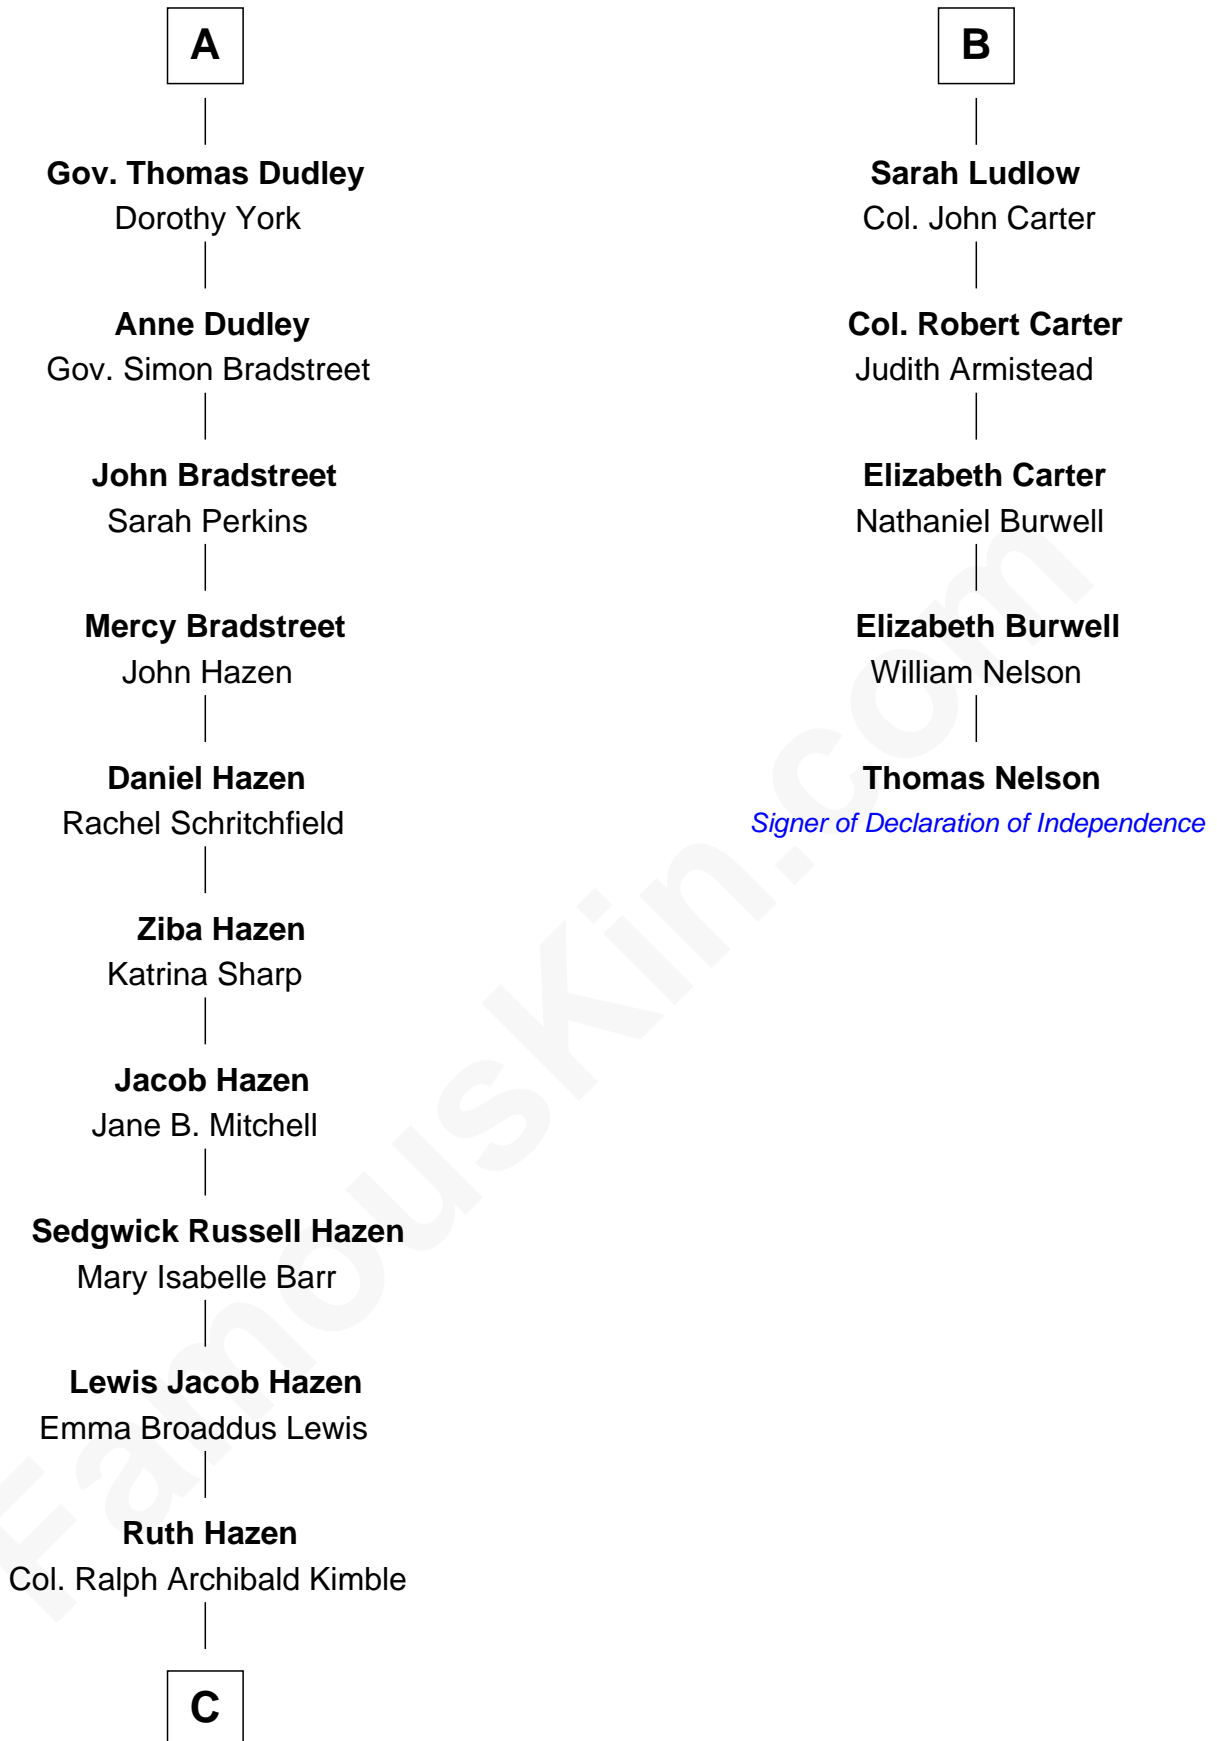 A
Gov. Thomas Dudley
Dorothy York
Anne Dudley
Gov. Simon Bradstreet
John Bradstreet
Sarah Perkins
Mercy Bradstreet
John Hazen
Daniel Hazen
Rachel Schritchfield
Ziba Hazen
Katrina Sharp
Jacob Hazen
Jane B. Mitchell
Sedgwick Russell Hazen
Mary Isabelle Barr
Lewis Jacob Hazen
Emma Broaddus Lewis
Ruth Hazen
Col. Ralph Archibald Kimble
C
B
Sarah Ludlow
Col. John Carter
Col. Robert Carter
Judith Armistead
Elizabeth Carter
Nathaniel Burwell
Elizabeth Burwell
William Nelson
Thomas Nelson
Signer of Declaration of Independence
FamousKin.com